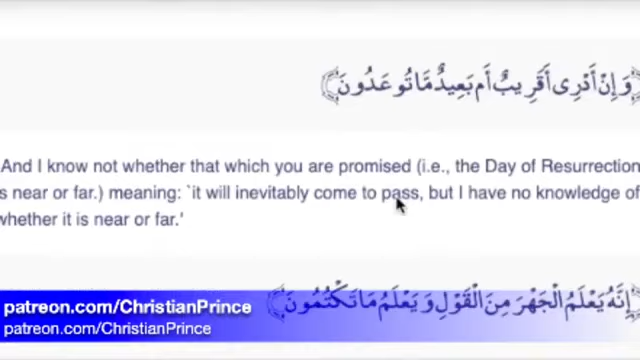 وَإِنْ أَدْرِى أَقَرِيبٌ أَم بَعِيدٌ مَّا تُوعَدُونَ
And I know not whether that which you are promised (i.e., the Day of Resurrection
s near or far.) meaning: `it will inevitably come to pass, but I have no knowledge of
whether it is near or far.'
إِنَّهُ يَعْلَمُ الْجَهْرَ مِنَ الْقَوْلِ وَيَعْلَمُ مَا تَكْتُمُونَ
patreon.com/ChristianPrince
patreon.com/ChristianPrince